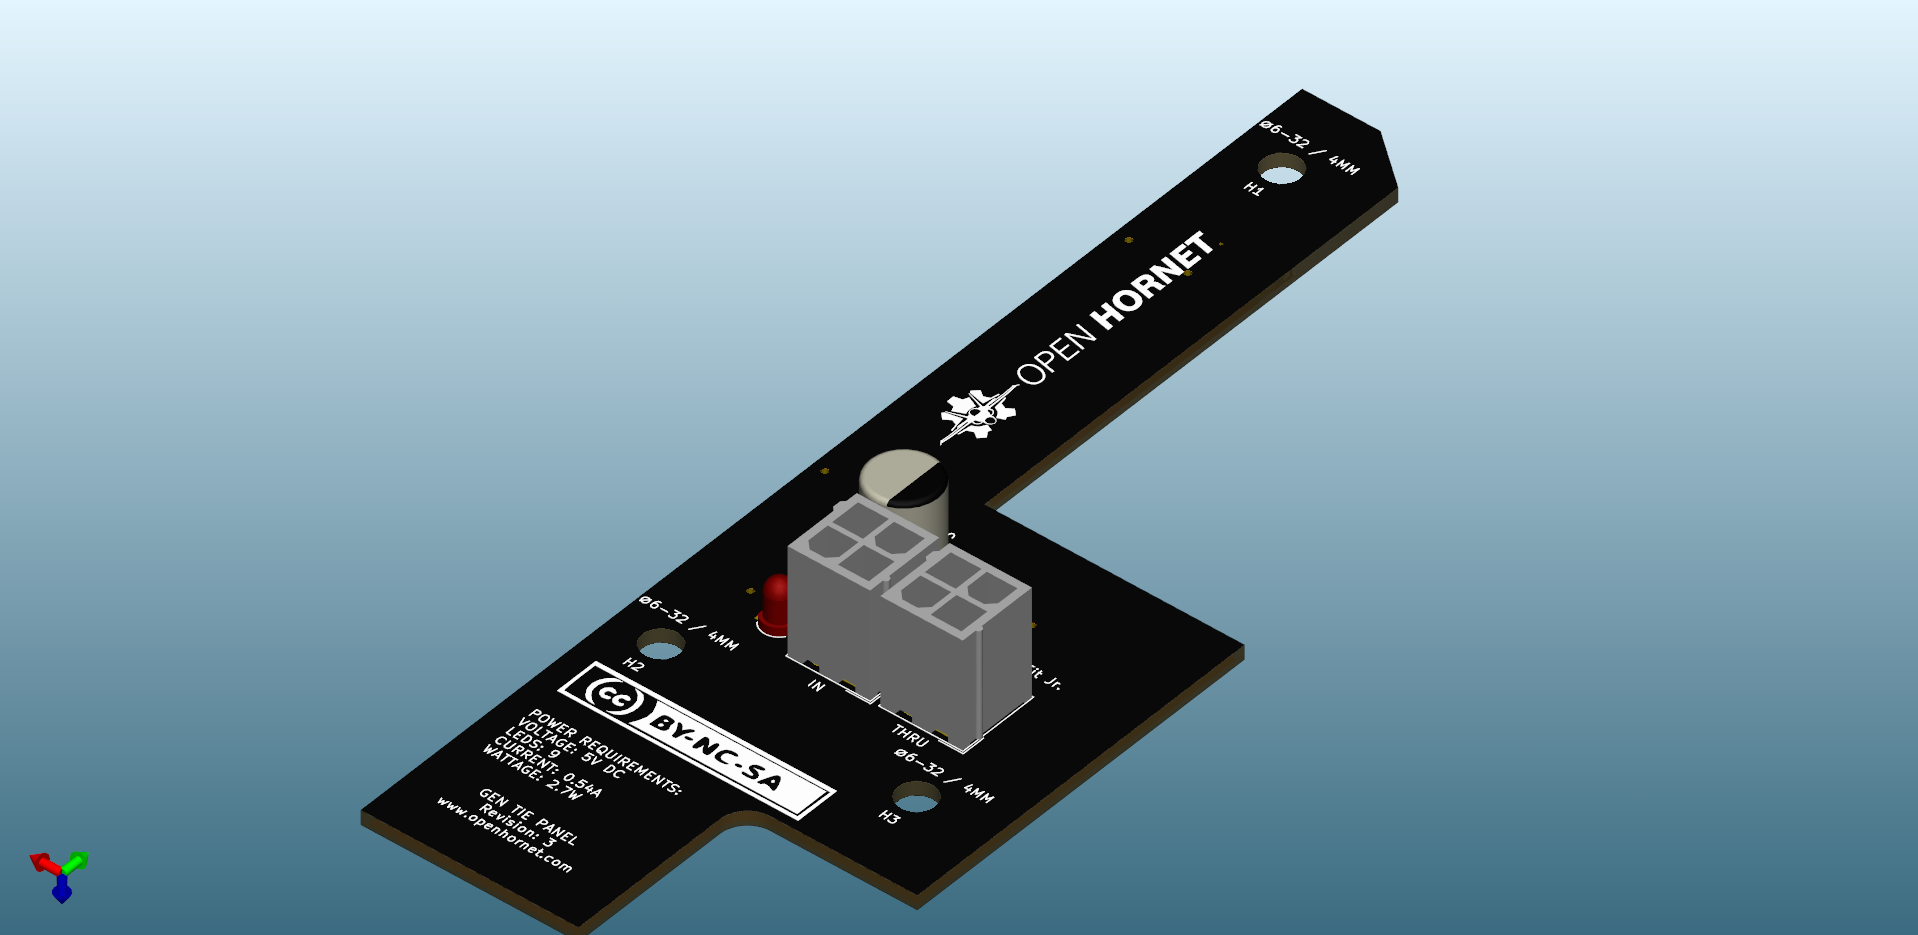 ø6-32 / 4MM
H1
OPEN HORNET
ø6-32 / 4MM
H2
Jr.
IN
THRU
ø6-32 / 4MM
H3
CC BY-NC-SA
POWER REQUIREMENTS:
VOLTAGE: 5V DC
LEDS: 9
CURRENT: 0.54A
WATTAGE: 2.7W
GEN TIE PANEL
Revision: 3
www.openhornet.com